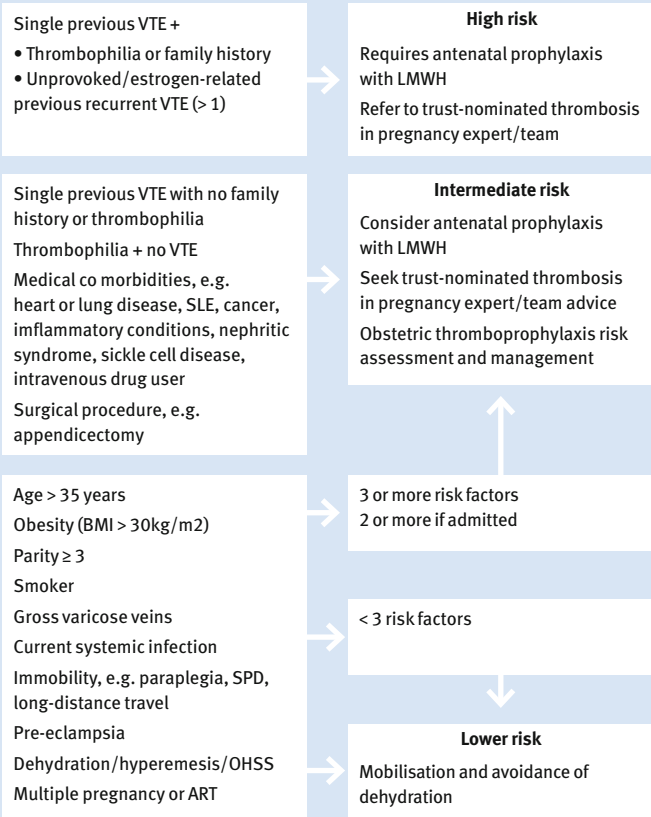 Single previous VTE +
• Thrombophilia or family history
• Unprovoked/estrogen-related
previous recurrent VTE (> 1)
High risk
Requires antenatal prophylaxis
with LMWH
Refer to trust-nominated thrombosis
in pregnancy expert/team
Single previous VTE with no family
history or thrombophilia
Thrombophilia + no VTE
Medical co morbidities, e.g.
heart or lung disease, SLE, cancer,
imflammatory conditions, nephritic
syndrome, sickle cell disease,
intravenous drug user
Surgical procedure, e.g.
appendicectomy
Intermediate risk
Consider antenatal prophylaxis
with LMWH
Seek trust-nominated thrombosis
in pregnancy expert/team advice
Obstetric thromboprophylaxis risk
assessment and management
Age > 35 years
Obesity (BMI > 30kg/m2)
Parity ≥ 3
Smoker
Gross varicose veins
Current systemic infection
Immobility, e.g. paraplegia, SPD,
long-distance travel
Pre-eclampsia
Dehydration/hyperemesis/OHSS
Multiple pregnancy or ART
3 or more risk factors
2 or more if admitted
< 3 risk factors
Lower risk
Mobilisation and avoidance of
dehydration